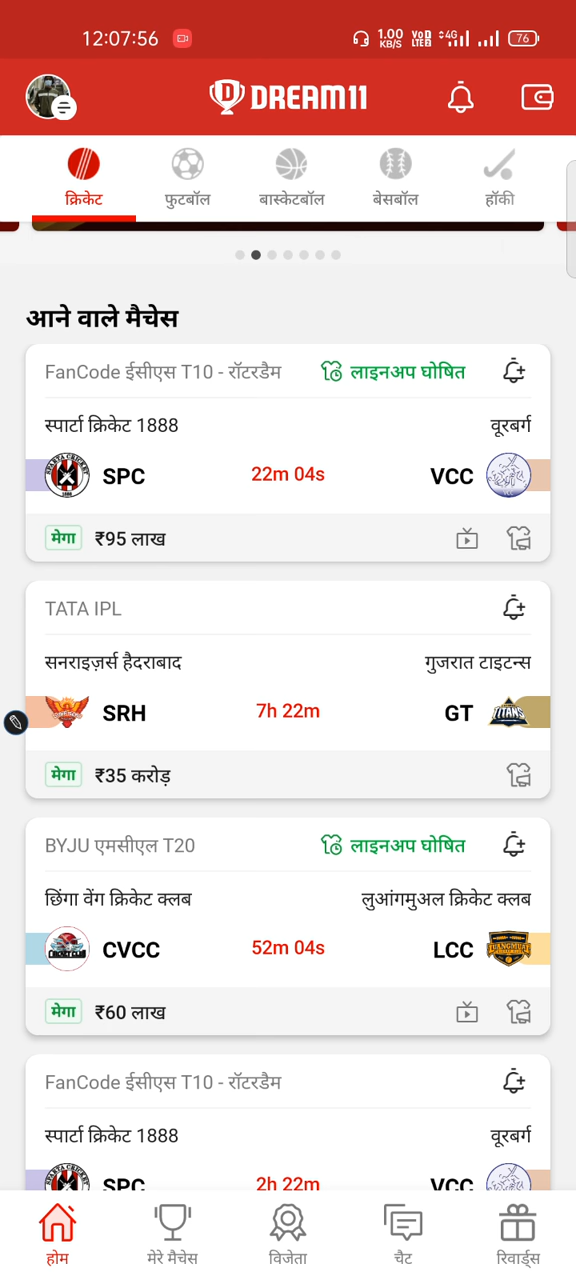 12:07:56
1.00 KB/S VoD LTE2 4G 76
DREAM11
क्रिकेट फुटबॉल बास्केटबॉल बेसबॉल हॉकी
आने वाले मैचेस
FanCode ईसीएस T10 - रॉटरडैम लाइनअप घोषित
स्पार्टा क्रिकेट 1888 वूरबर्ग
SPC 22m 04s VCC
मेगा ₹95 लाख
TATA IPL
सनराइज़र्स हैदराबाद गुजरात टाइटन्स
SRH 7h 22m GT
मेगा ₹35 करोड़
BYJU एमसीएल T20 लाइनअप घोषित
छिंगा वेंग क्रिकेट क्लब लुआंगमुअल क्रिकेट क्लब
CVCC 52m 04s LCC
मेगा ₹60 लाख
FanCode ईसीएस T10 - रॉटरडैम
स्पार्टा क्रिकेट 1888 वूरबर्ग
SPC 2h 22m VCC
होम मेरे मैचेस विजेता चैट रिवार्ड्स